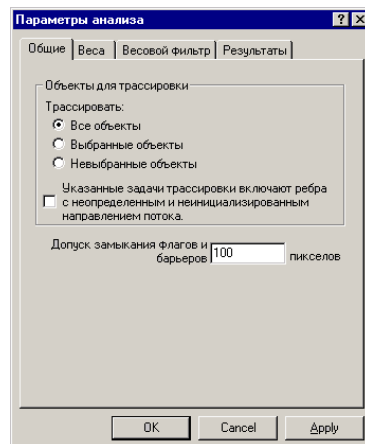 Параметры анализа
Общие Веса Весовой фильтр Результаты
Объекты для трассировки
Трассировать:
Все объекты
Выбранные объекты
Невыбранные объекты
Указанные задачи трассировки включают ребра
с неопределенным и неинициализированным
направлением потока.
Допуск замыкания флагов и
барьеров 100 пикселов
OK Cancel Apply